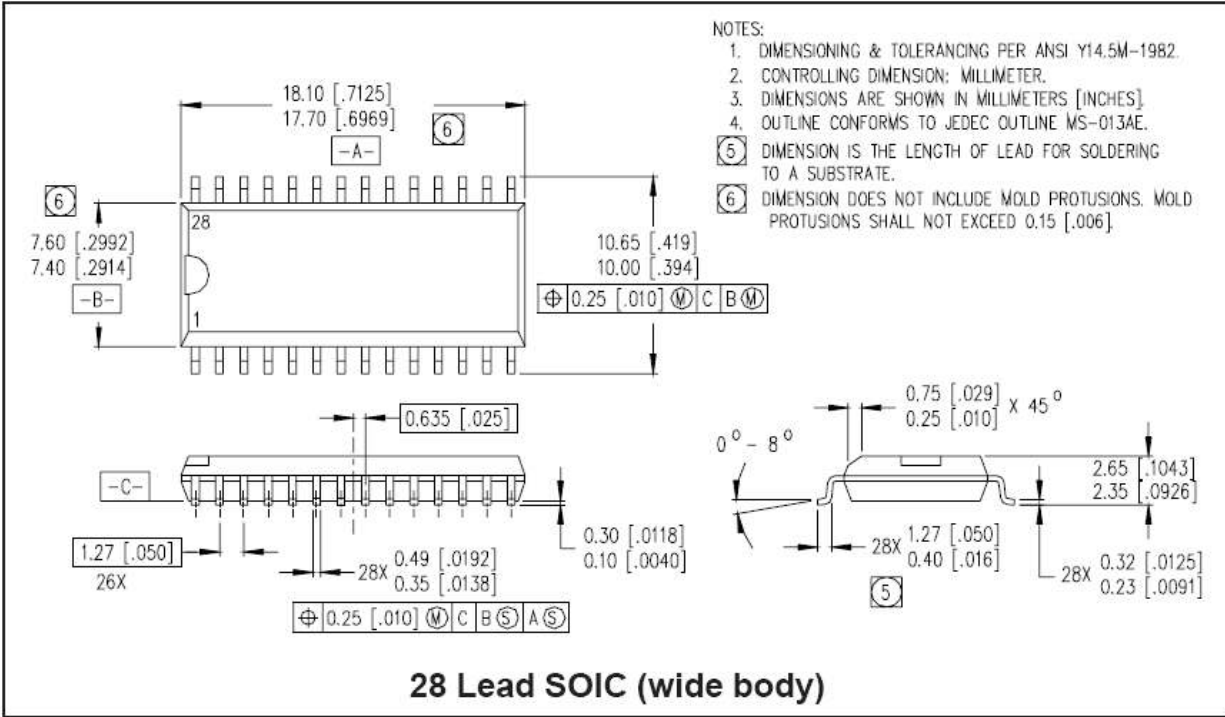 NOTES:
1. DIMENSIONING & TOLERANCING PER ANSI Y14.5M-1982.
2. CONTROLLING DIMENSION: MILLIMETER.
3. DIMENSIONS ARE SHOWN IN MILLIMETERS [INCHES].
4. OUTLINE CONFORMS TO JEDEC OUTLINE MS-013AE.
5 DIMENSION IS THE LENGTH OF LEAD FOR SOLDERING
TO A SUBSTRATE.
6 DIMENSION DOES NOT INCLUDE MOLD PROTUSIONS. MOLD
PROTUSIONS SHALL NOT EXCEED 0.15 [.006].
18.10 [.7125]
17.70 [.6969]
6
-A-
6
7.60 [.2992]
7.40 [.2914]
-B-
28
1
10.65 [.419]
10.00 [.394]
⌖ 0.25 [.010] Ⓜ C B Ⓜ
0.635 [.025]
-C-
1.27 [.050]
26X
28X 0.49 [.0192]
0.35 [.0138]
⌖ 0.25 [.010] Ⓜ C B Ⓢ A Ⓢ
0.30 [.0118]
0.10 [.0040]
0.75 [.029]
0.25 [.010] X 45°
0° - 8°
2.65 [.1043]
2.35 [.0926]
28X 1.27 [.050]
0.40 [.016]
5
28X 0.32 [.0125]
0.23 [.0091]
28 Lead SOIC (wide body)